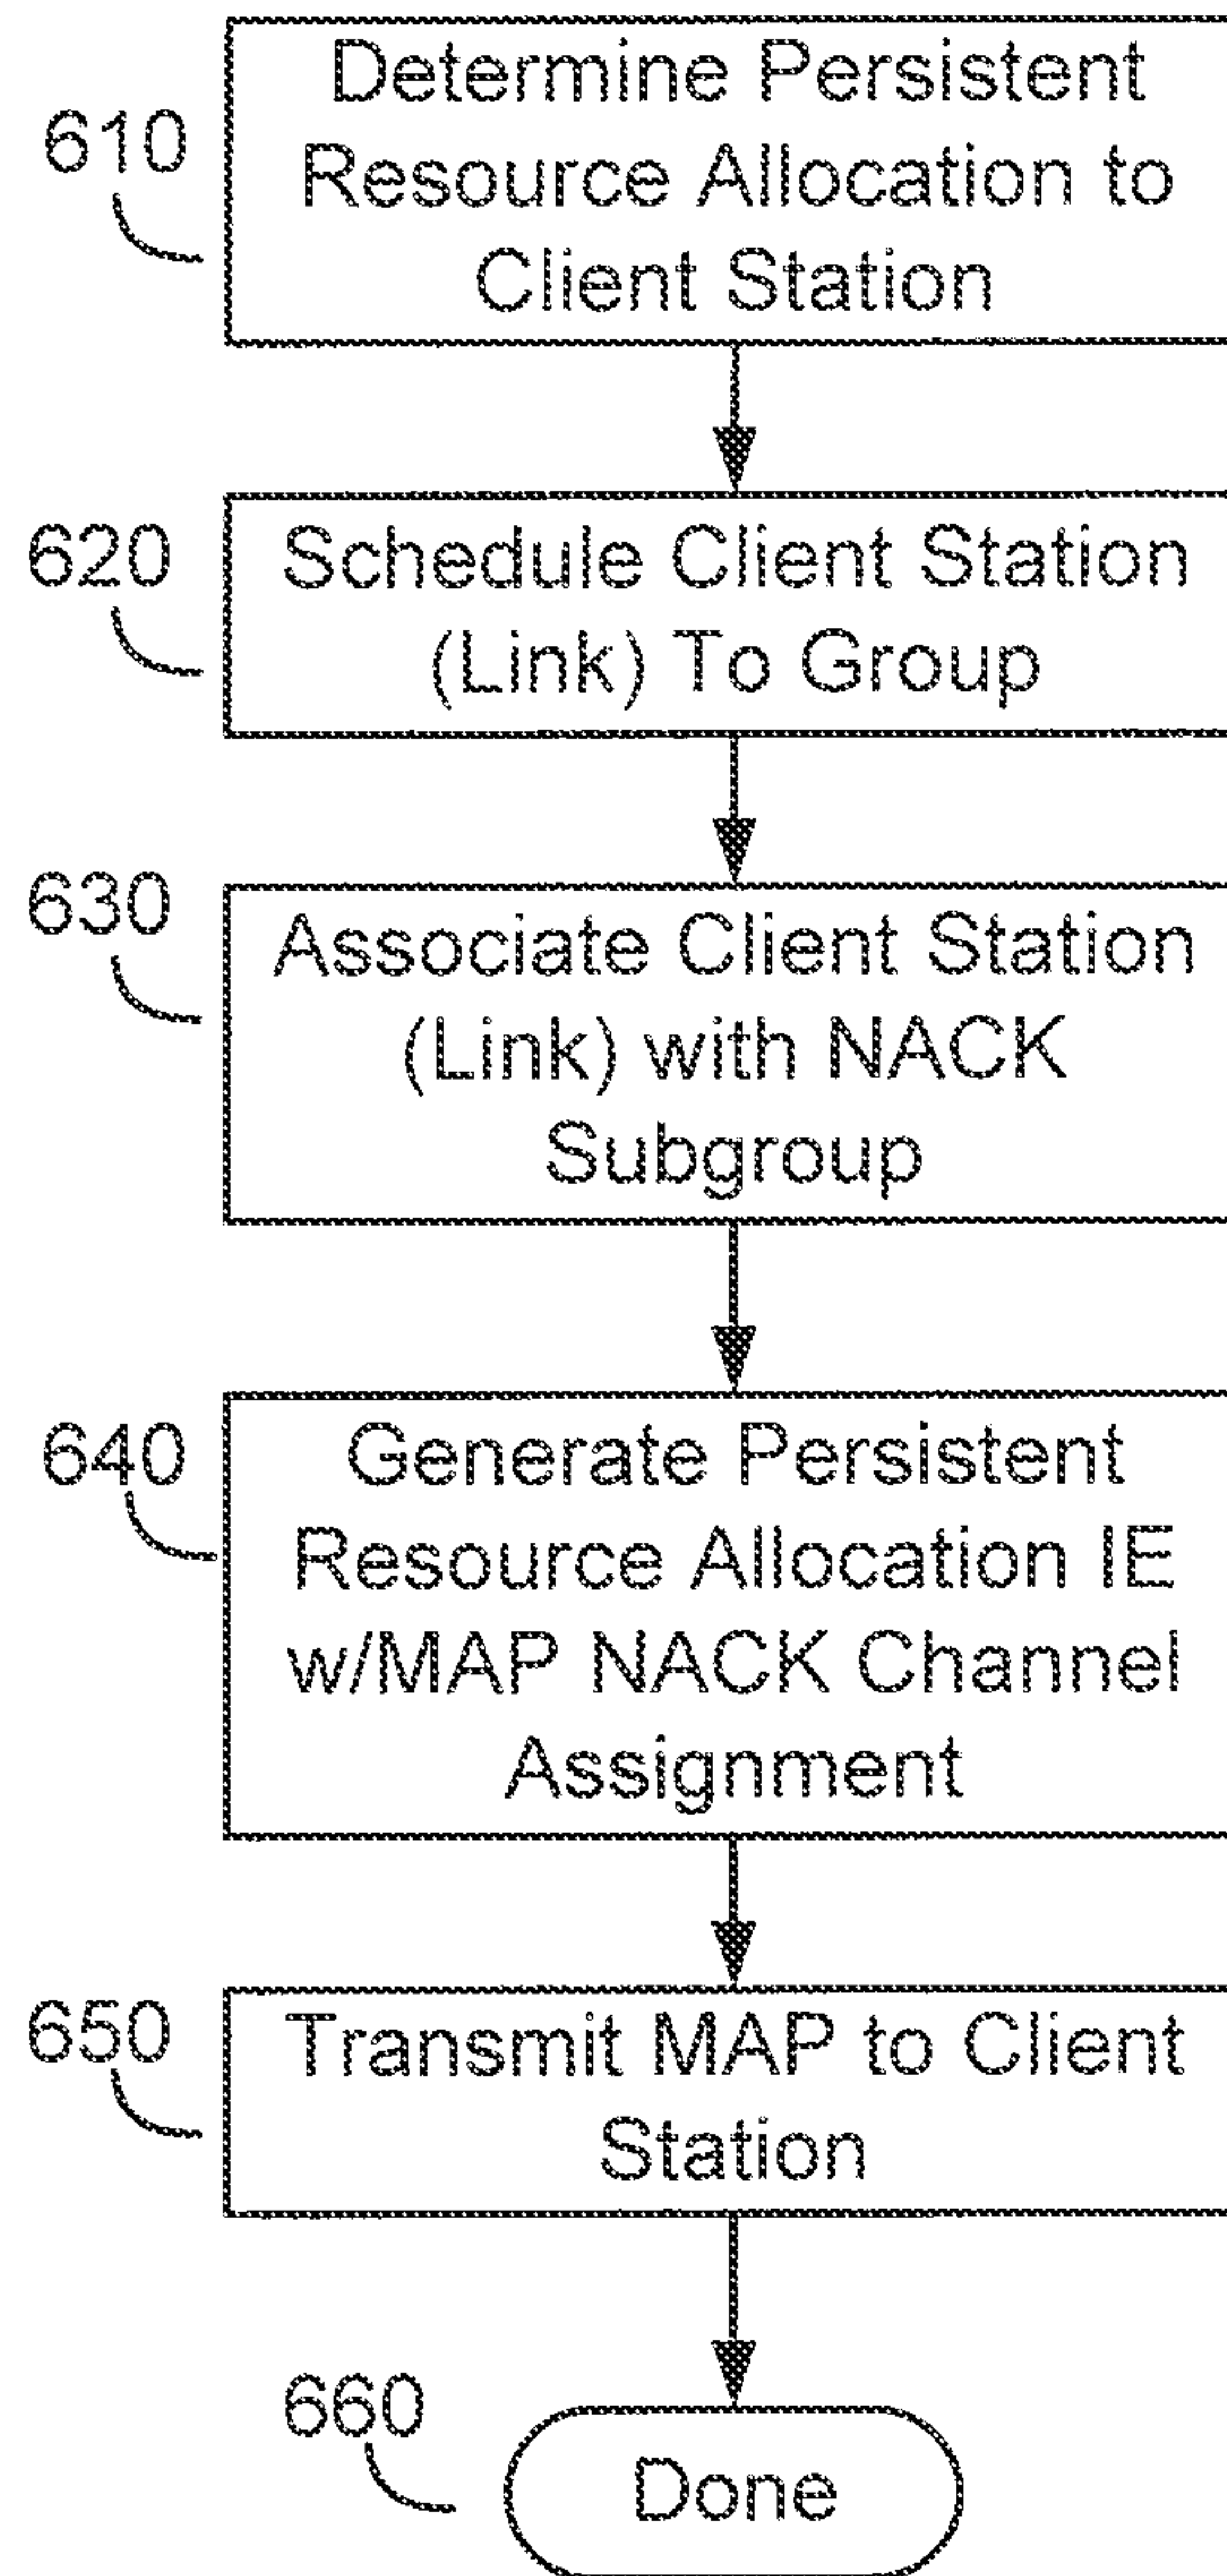 610
Determine Persistent
Resource Allocation to
Client Station
620
Schedule Client Station
(Link) To Group
630
Associate Client Station
(Link) with NACK
Subgroup
640
Generate Persistent
Resource Allocation IE
w/MAP NACK Channel
Assignment
650
Transmit MAP to Client
Station
660
Done